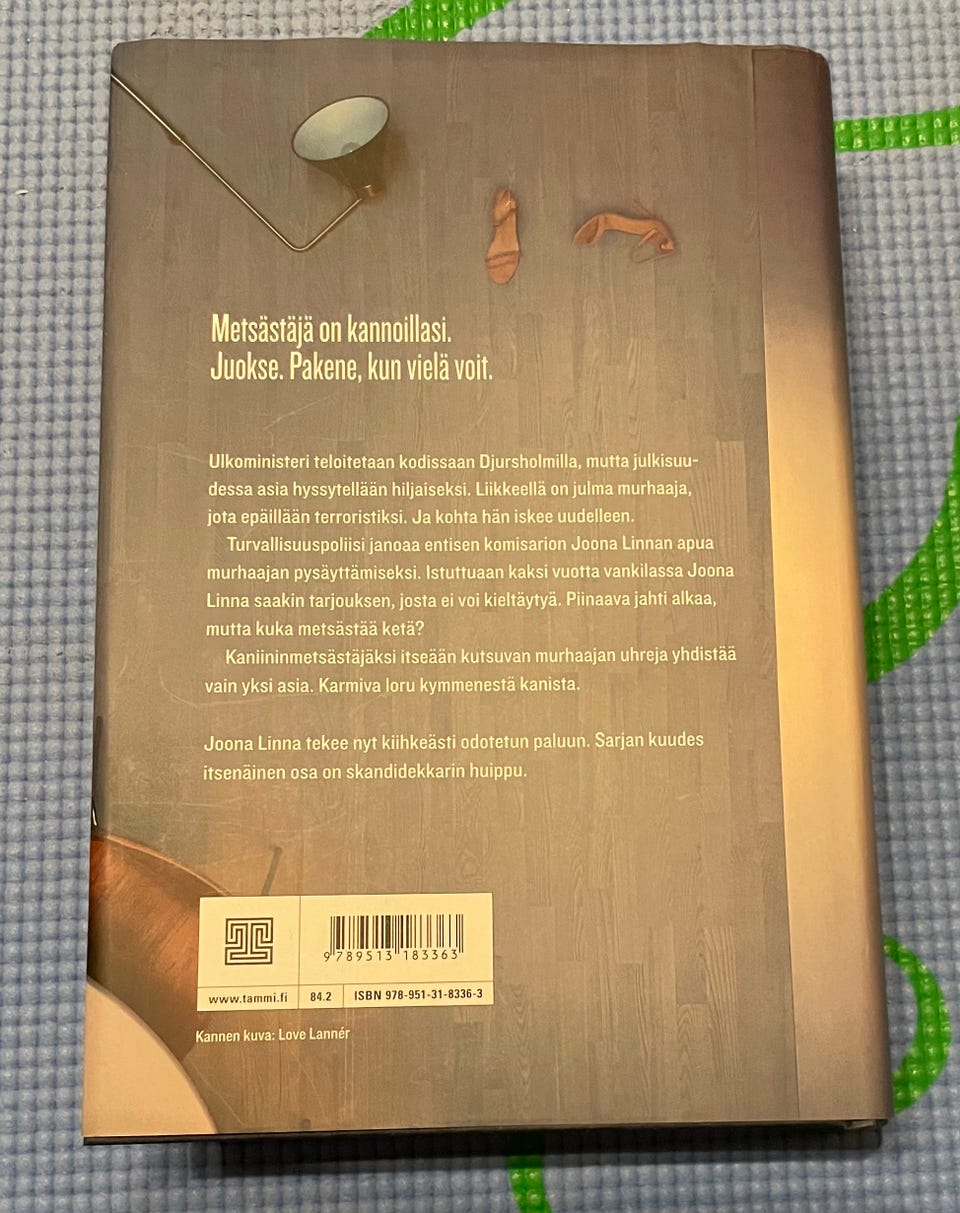 Metsästäjä on kannoillasi.
Juokse. Pakene, kun vielä voit.
Ulkoministeri teloitetaan kodissaan Djursholmilla, mutta julkisuu-
dessa asia hyssytellään hiljaiseksi. Liikkeellä on julma murhaaja,
jota epäillään terroristiksi. Ja kohta hän iskee uudelleen.
Turvallisuuspoliisi janoaa entisen komisarion Joona Linnan apua
murhaajan pysäyttämiseksi. Istuttuaan kaksi vuotta vankilassa Joona
Linna saakin tarjouksen, josta ei voi kieltäytyä. Piinaava jahti alkaa,
mutta kuka metsästää ketä?
Kaniininmetsästäjäksi itseään kutsuvan murhaajan uhreja yhdistää
vain yksi asia. Karmiva loru kymmenestä kanista.
Joona Linna tekee nyt kiihkeästi odotetun paluun. Sarjan kuudes
itsenäinen osa on skandidekkarin huippu.
9 789513 183363
www.tammi.fi 84.2 ISBN 978-951-31-8336-3
Kannen kuva: Love Lannér